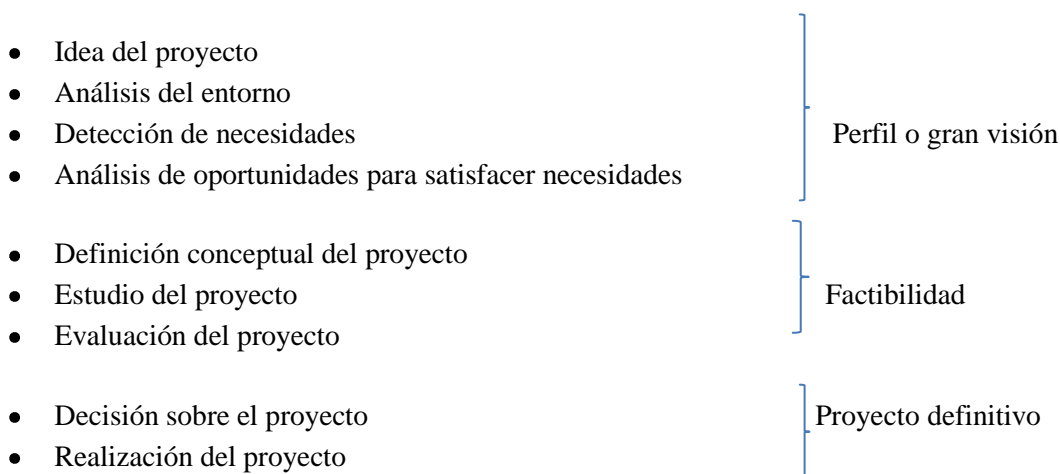 ● Idea del proyecto
● Análisis del entorno
● Detección de necesidades Perfil o gran visión
● Análisis de oportunidades para satisfacer necesidades
● Definición conceptual del proyecto
● Estudio del proyecto Factibilidad
● Evaluación del proyecto
● Decisión sobre el proyecto Proyecto definitivo
● Realización del proyecto